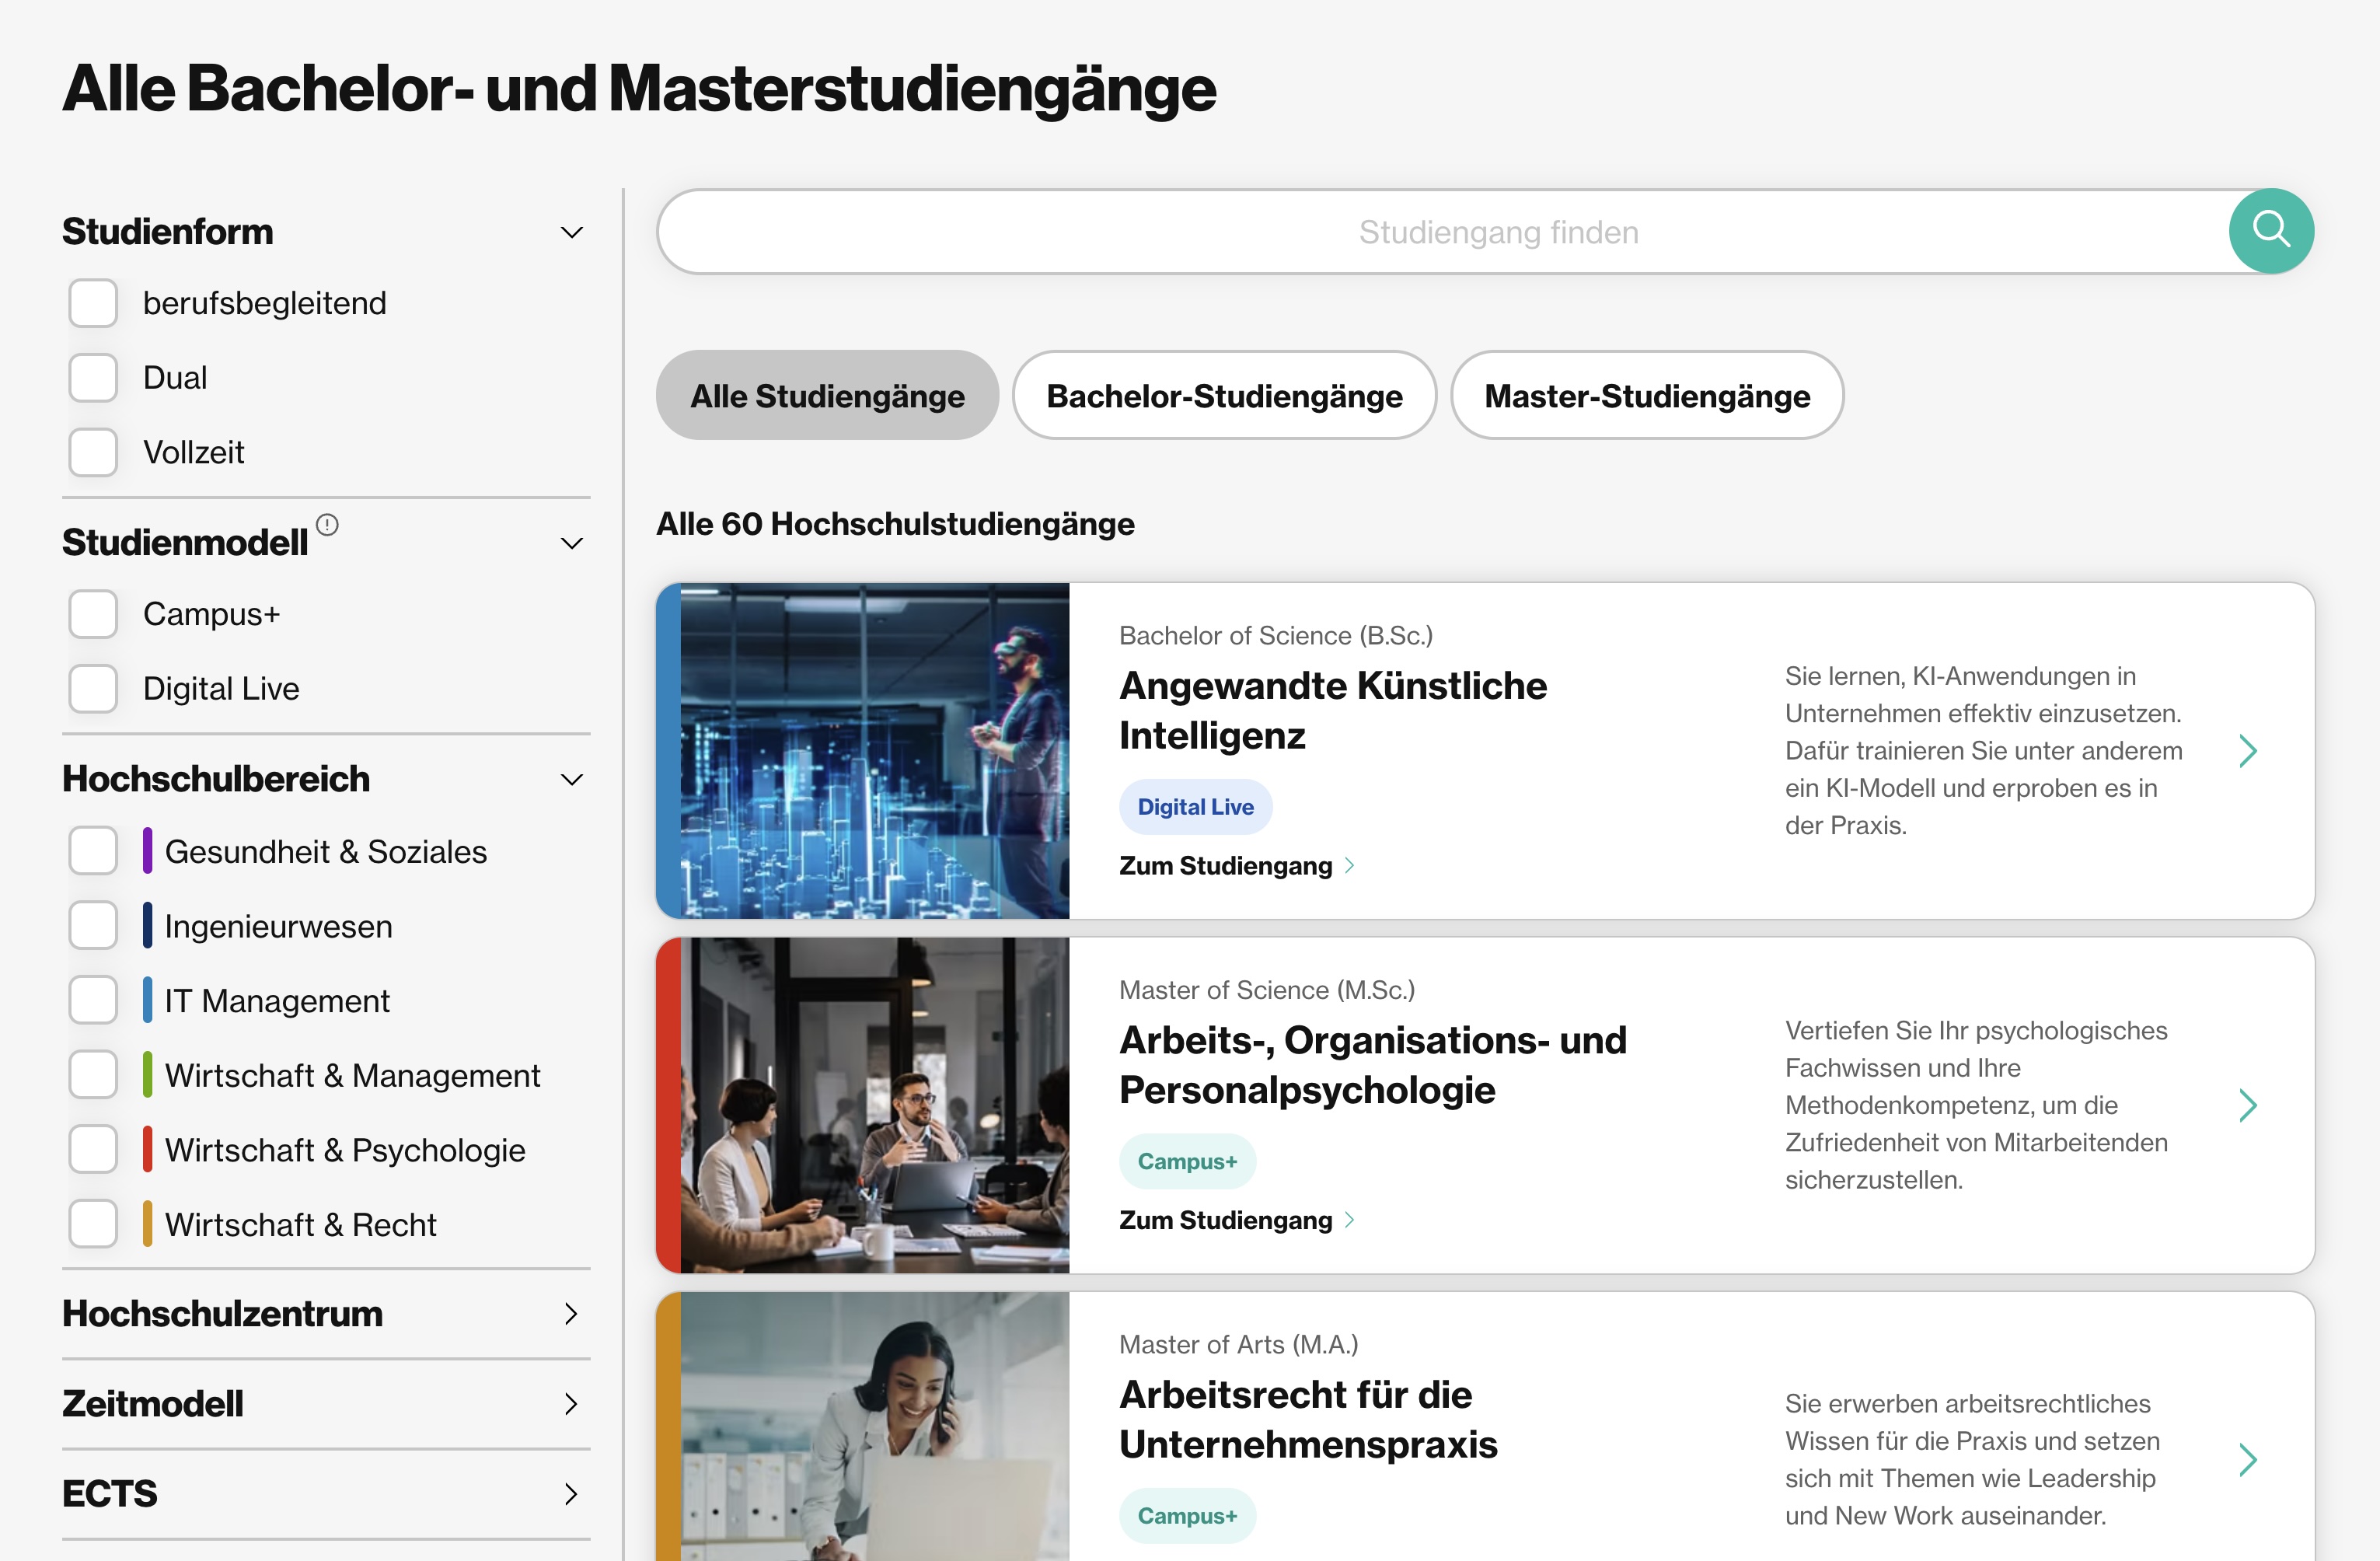 Alle Bachelor- und Masterstudiengänge
Studienform
berufsbegleitend
Dual
Vollzeit
Studienmodell
Campus+
Digital Live
Hochschulbereich
Gesundheit & Soziales
Ingenieurwesen
IT Management
Wirtschaft & Management
Wirtschaft & Psychologie
Wirtschaft & Recht
Hochschulzentrum
Zeitmodell
ECTS
Studiengang finden
Alle Studiengänge
Bachelor-Studiengänge
Master-Studiengänge
Alle 60 Hochschulstudiengänge
Bachelor of Science (B.Sc.)
Angewandte Künstliche
Intelligenz
Digital Live
Zum Studiengang
Sie lernen, KI-Anwendungen in
Unternehmen effektiv einzusetzen.
Dafür trainieren Sie unter anderem
ein KI-Modell und erproben es in
der Praxis.
Master of Science (M.Sc.)
Arbeits-, Organisations- und
Personalpsychologie
Campus+
Zum Studiengang
Vertiefen Sie Ihr psychologisches
Fachwissen und Ihre
Methodenkompetenz, um die
Zufriedenheit von Mitarbeitenden
sicherzustellen.
Master of Arts (M.A.)
Arbeitsrecht für die
Unternehmenspraxis
Campus+
Sie erwerben arbeitsrechtliches
Wissen für die Praxis und setzen
sich mit Themen wie Leadership
und New Work auseinander.